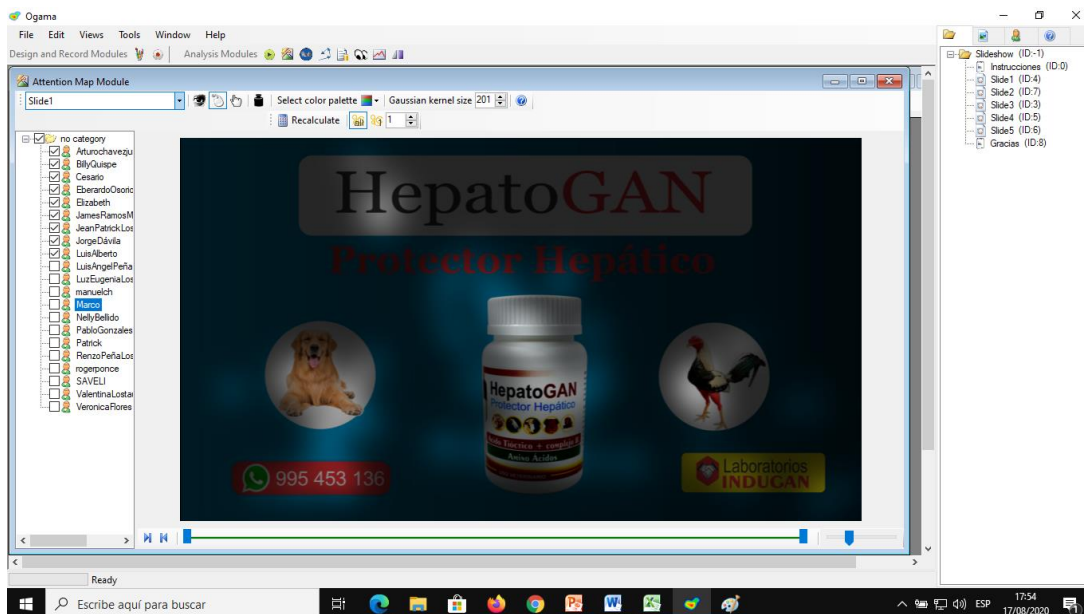 Ogama
File Edit Views Tools Window Help
Design and Record Modules Analysis Modules
Attention Map Module
Slide1 Select color palette Gaussian kernel size 201
Recalculate 1
no category
Arturochavezju
BillyQuispe
Cesario
EberardoOsoric
Elizabeth
JamesRamosM
JeanPatrickLos
JorgeDávila
LuisAlberto
LuisAngelPeña
LuzEugeniaLos
manuelch
Marco
NellyBellido
PabloGonzales
Patrick
RenzoPeñaLos
rogerponce
SAVELI
ValentinaLostau
VeronicaFlores
HepatoGAN
Protector Hepático
HepatoGAN
Protector Hepático
Acido Tioctico + complejo B
Amino Acidos
995 453 136
Laboratorios
INDUGAN
Slideshow (ID:-1)
Instrucciones (ID:0)
Slide1 (ID:4)
Slide2 (ID:7)
Slide3 (ID:3)
Slide4 (ID:5)
Slide5 (ID:6)
Gracias (ID:8)
Ready
Escribe aquí para buscar
ESP
17:54
17/08/2020